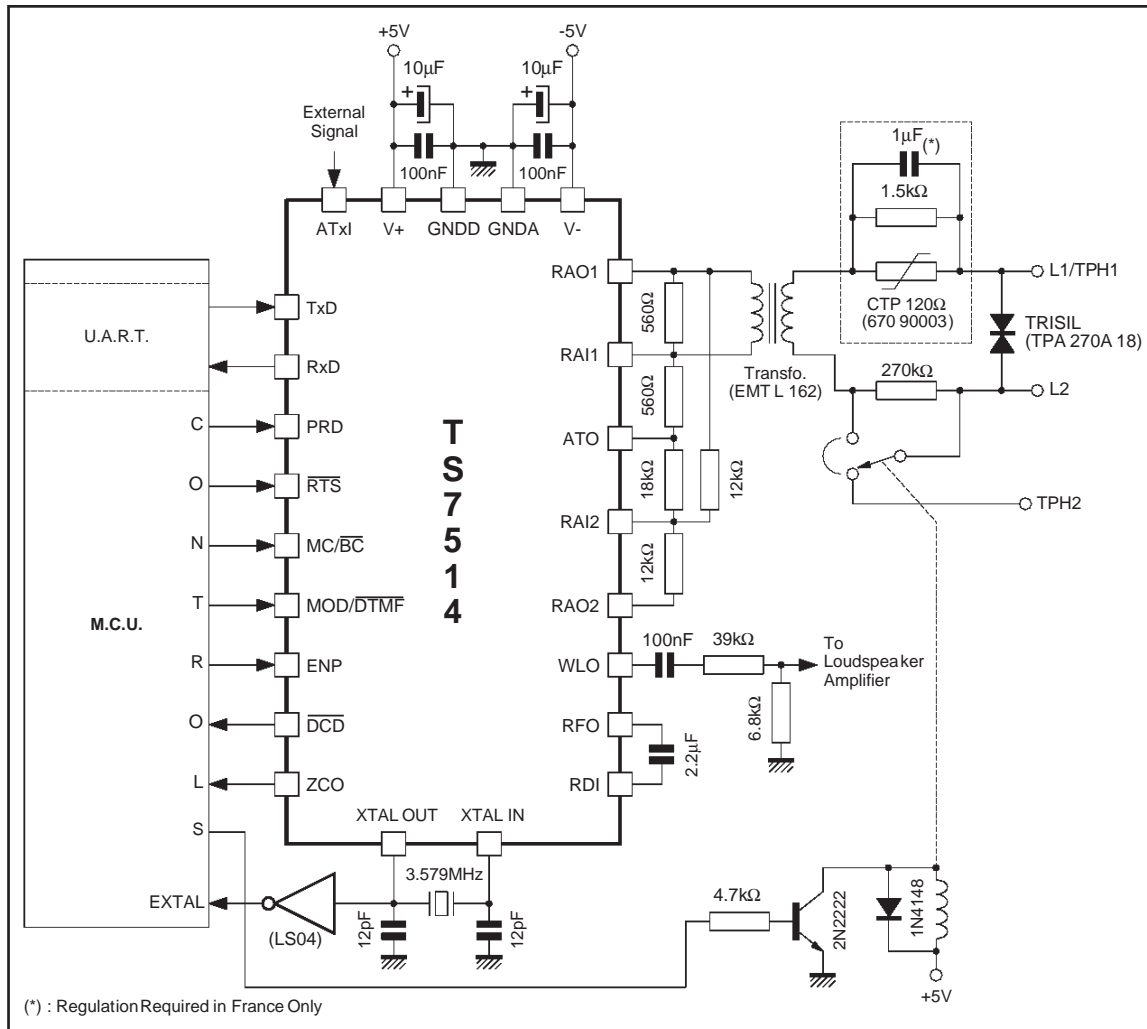 +5V
-5V
10μF
+
10μF
+
External
Signal
100nF
100nF
1μF
(*)
1.5kΩ
ATxI
V+
GNDD
GNDA
V-
CTP 120Ω
(670 90003)
L1/TPH1
TRISIL
(TPA 270A 18)
270kΩ
L2
TPH2
Transfo.
(EMT L 162)
RAO1
560Ω
RAI1
560Ω
ATO
18kΩ
12kΩ
RAI2
12kΩ
RAO2
WLO
100nF
39kΩ
To
Loudspeaker
Amplifier
6.8kΩ
RFO
2.2μF
RDI
U.A.R.T.
TxD
RxD
M.C.U.
C
PRD
O
RTS
N
MC/BC
T
MOD/DTMF
R
ENP
O
DCD
L
ZCO
S
EXTAL
T
S
7
5
1
4
XTAL OUT
XTAL IN
3.579MHz
(LS04)
12pF
12pF
4.7kΩ
2N2222
1N4148
+5V
(*) : Regulation Required in France Only